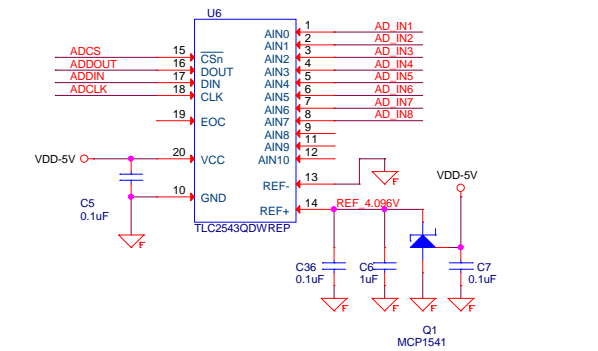 U6
1 AD_IN1
AIN0
2 AD_IN2
AIN1
ADCS 15 CSn
3 AD_IN3
AIN2
ADDOUT 16 DOUT
4 AD_IN4
AIN3
ADDIN 17 DIN
5 AD_IN5
AIN4
ADCLK 18 CLK
6 AD_IN6
AIN5
7 AD_IN7
AIN6
19 EOC
8 AD_IN8
AIN7
9
AIN8
11
AIN9
12
AIN10
VDD-5V 20 VCC
13
REF-
VDD-5V
10 GND
C5
0.1uF
14 REF_4.096V
REF+
TLC2543QDWREP
C36
0.1uF
C6
1uF
C7
0.1uF
F
F
F
F
F
F
Q1
MCP1541